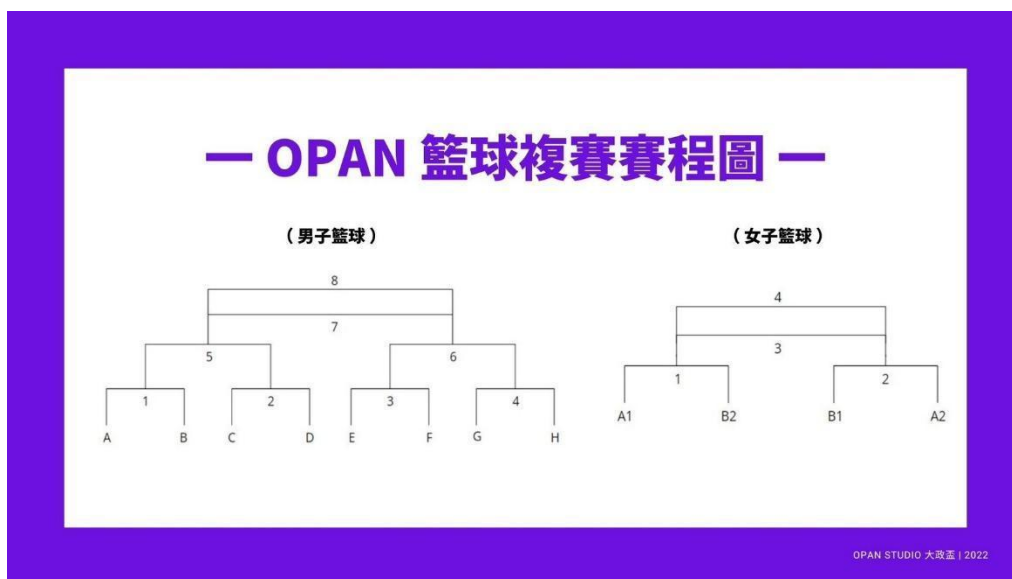 — OPAN 籃球複賽賽程圖 —
（男子籃球）
8
7
5 6
1 2 3 4
A B C D E F G H
（女子籃球）
4
3
1 2
A1 B2 B1 A2
OPAN STUDIO 大政盃 | 2022